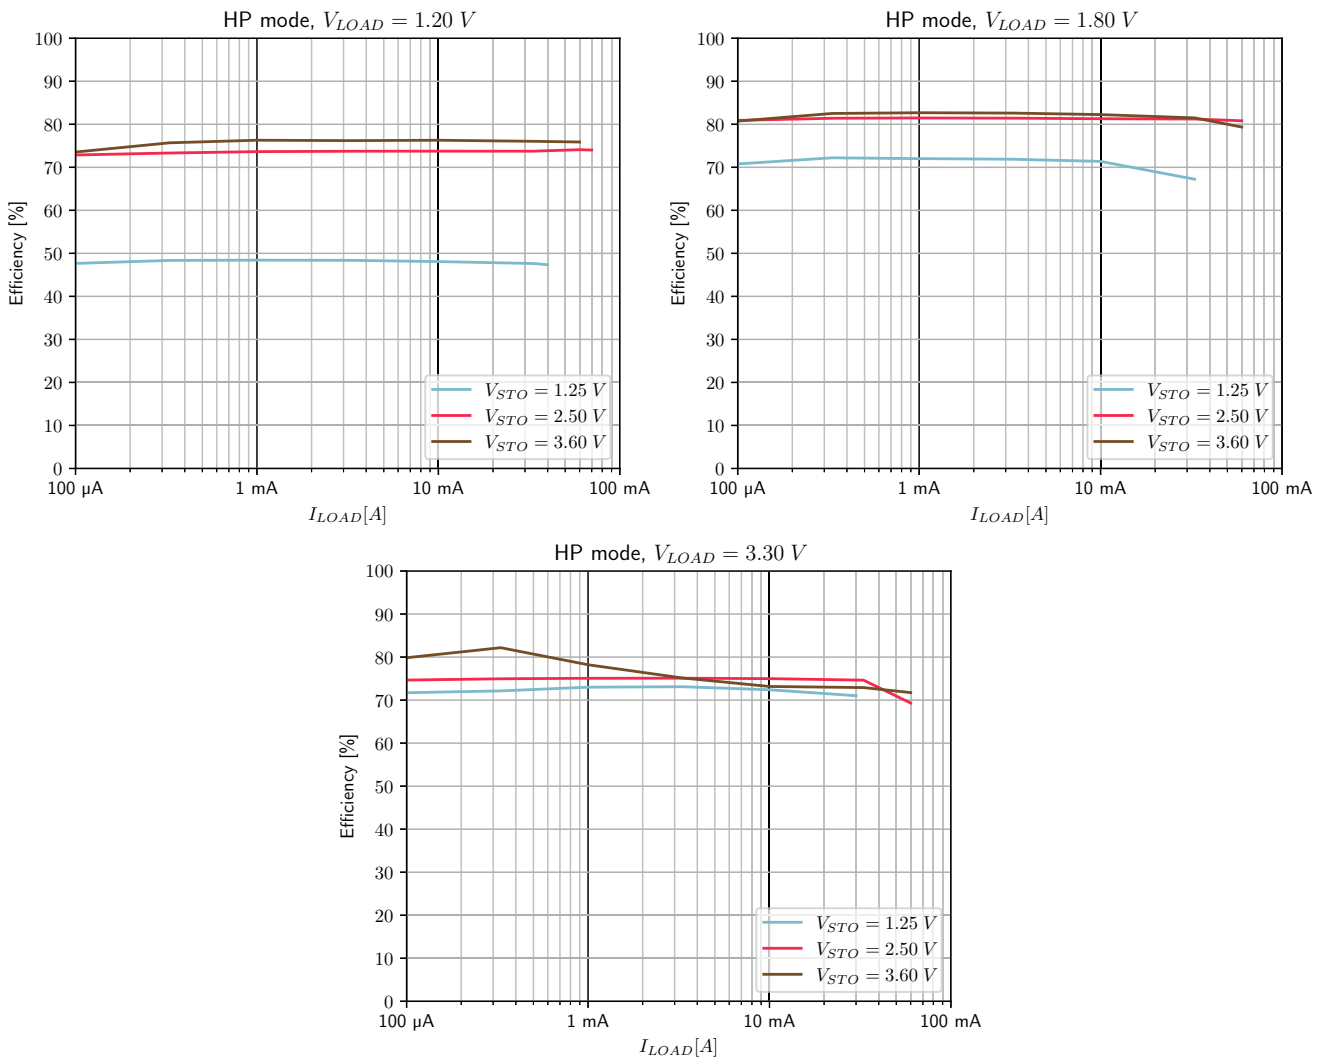 HP mode, V_LOAD = 1.20 V
Efficiency [%]
100
90
80
70
60
50
40
30
20
10
0
V_STO = 1.25 V
V_STO = 2.50 V
V_STO = 3.60 V
100 µA 1 mA 10 mA 100 mA
I_LOAD[A]
HP mode, V_LOAD = 1.80 V
Efficiency [%]
100
90
80
70
60
50
40
30
20
10
0
V_STO = 1.25 V
V_STO = 2.50 V
V_STO = 3.60 V
100 µA 1 mA 10 mA 100 mA
I_LOAD[A]
HP mode, V_LOAD = 3.30 V
Efficiency [%]
100
90
80
70
60
50
40
30
20
10
0
V_STO = 1.25 V
V_STO = 2.50 V
V_STO = 3.60 V
100 µA 1 mA 10 mA 100 mA
I_LOAD[A]